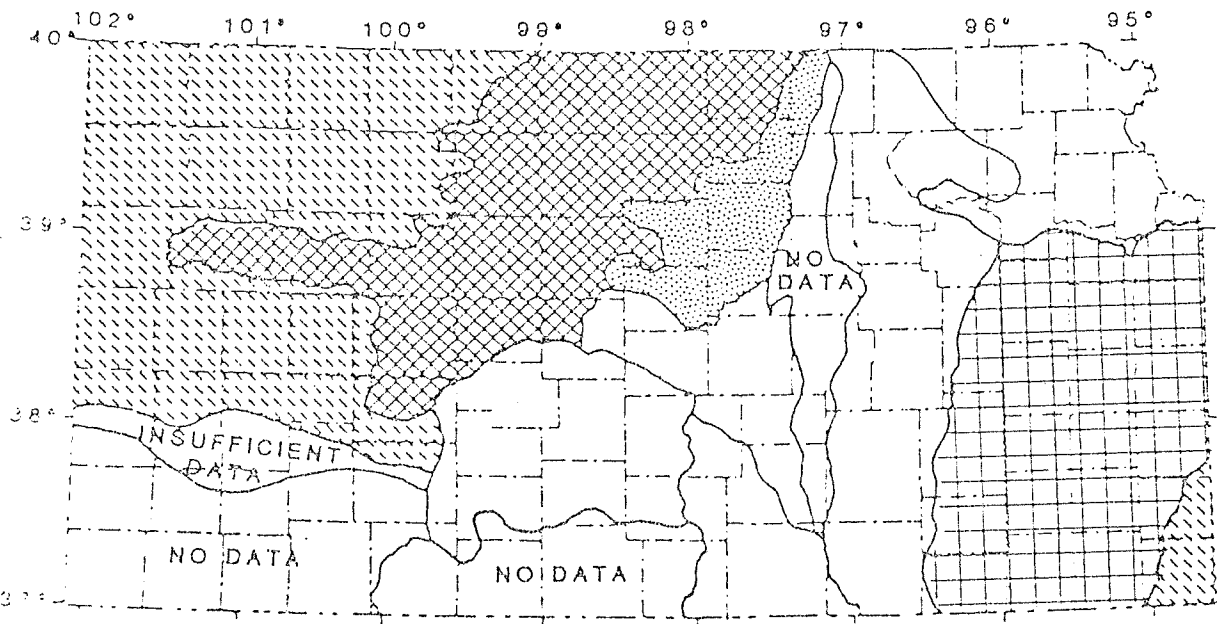 102° 101° 100° 99° 98° 97° 96° 95°
40°
39°
NO
DATA
38°
INSUFFICIENT
DATA
NO DATA
NO DATA
37°